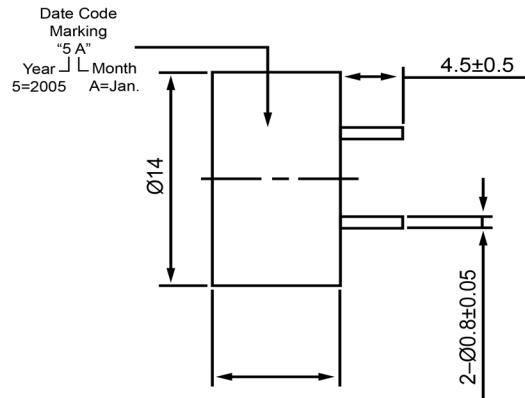 Date Code
Marking
“5 A”
Year Month
5=2005 A=Jan.
4.5±0.5
Ø14
2–Ø0.8±0.05